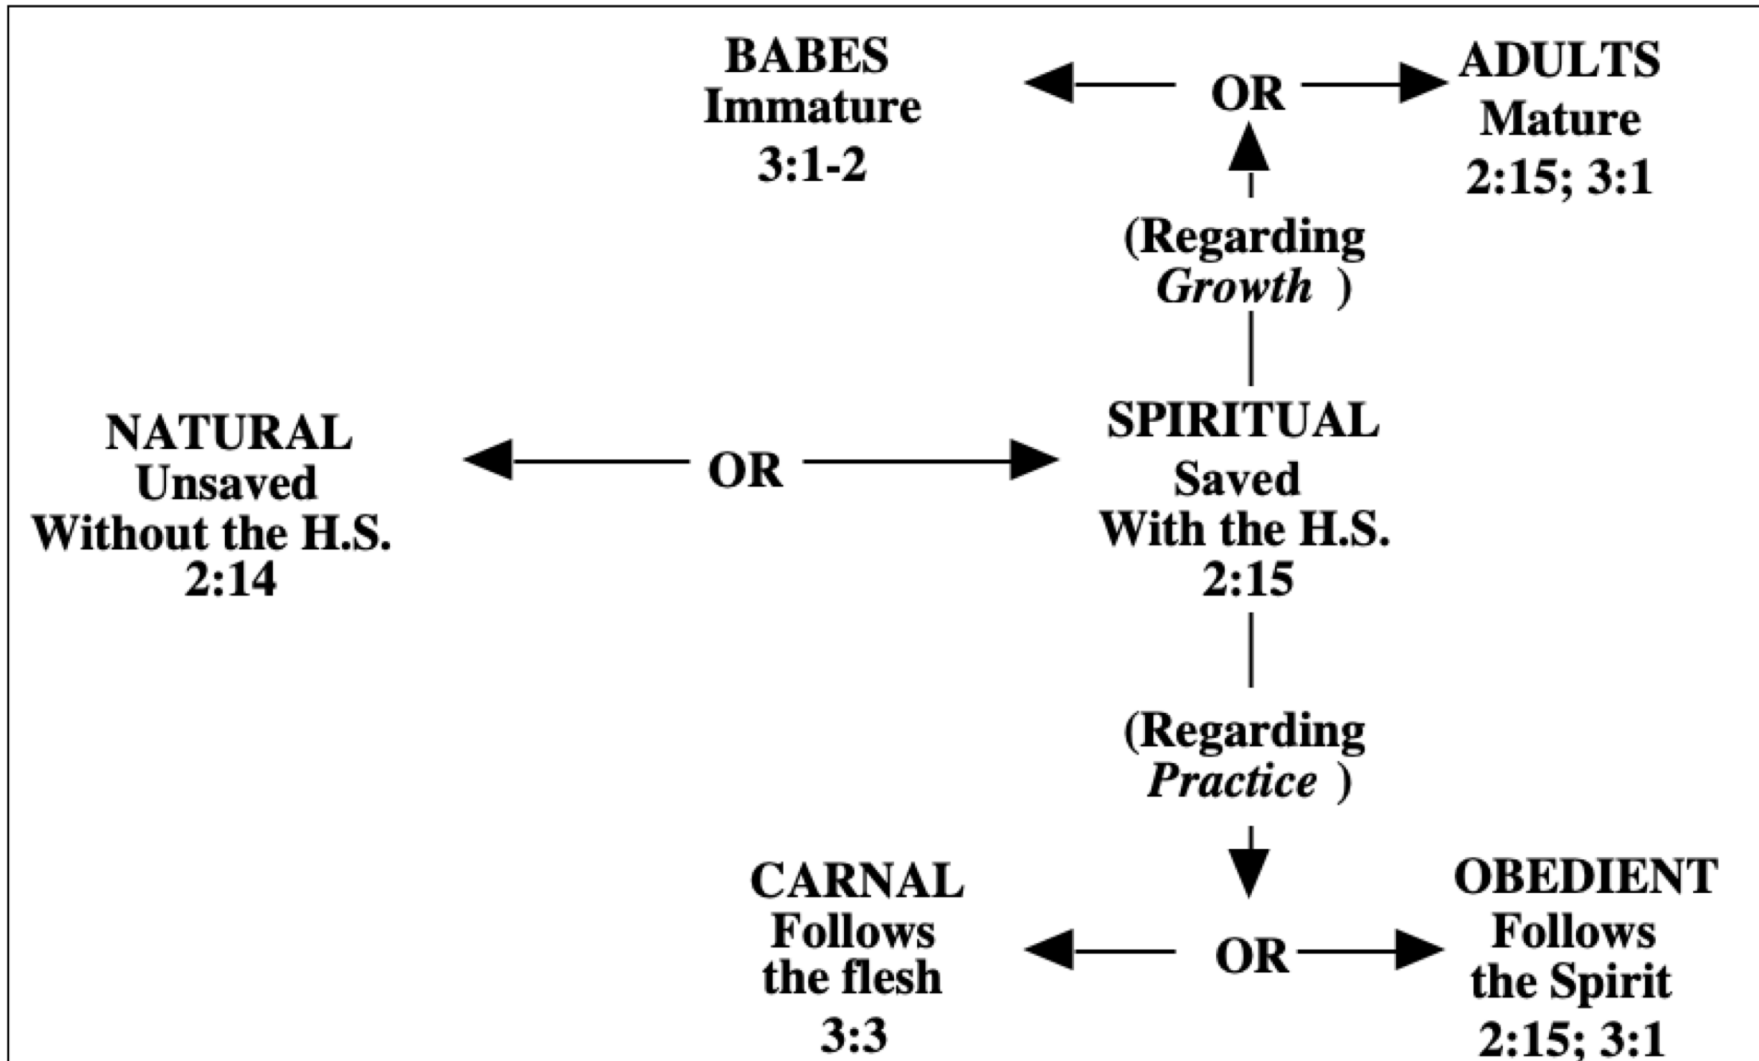 BABES
Immature
3:1-2
OR
ADULTS
Mature
2:15; 3:1
(Regarding
Growth )
NATURAL
Unsaved
Without the H.S.
2:14
OR
SPIRITUAL
Saved
With the H.S.
2:15
(Regarding
Practice )
CARNAL
Follows
the flesh
3:3
OR
OBEDIENT
Follows
the Spirit
2:15; 3:1